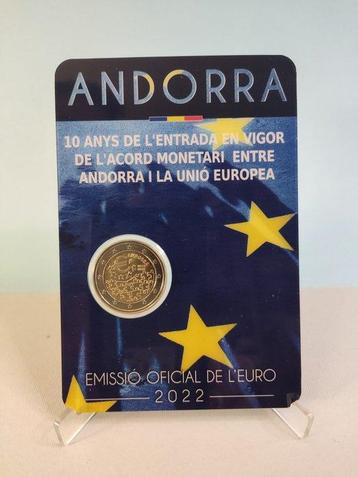 ANDORRA
10 ANYS DE L'ENTRADA EN VIGOR
DE L'ACORD MONETARI ENTRE
ANDORRA I LA UNIÓ EUROPEA
EMISSIÓ OFICIAL DE L'EURO
2022